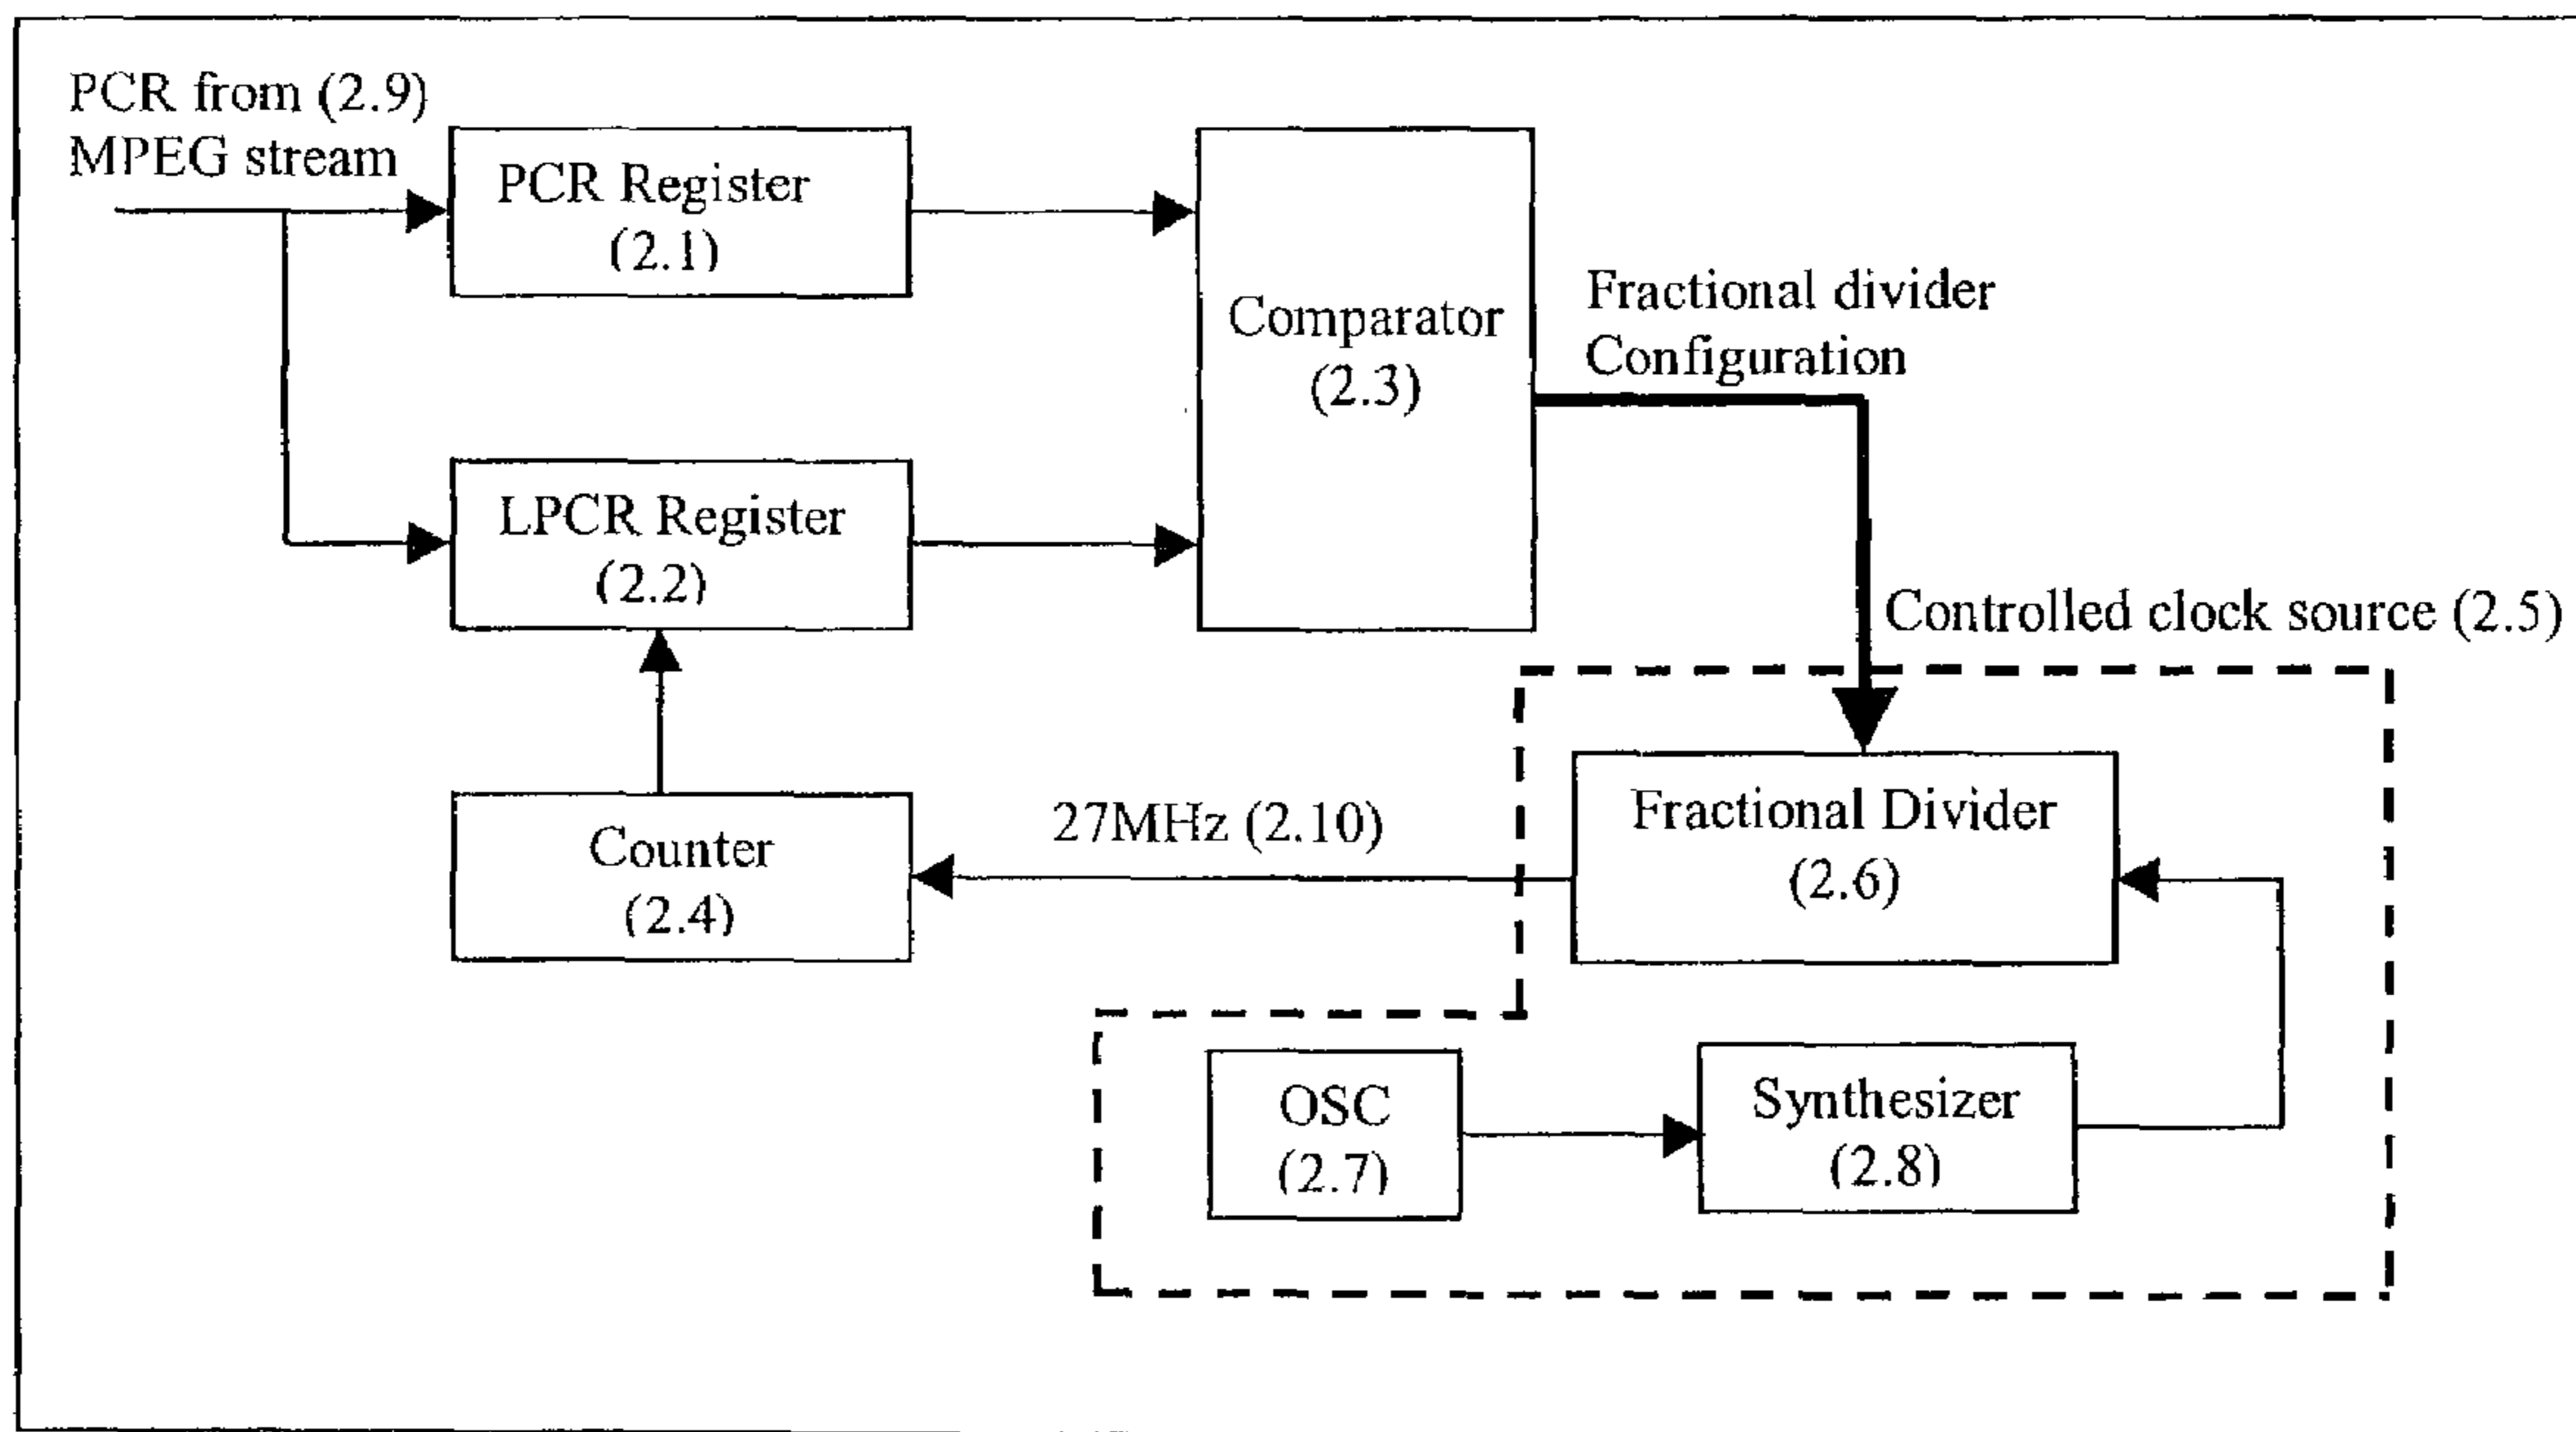 PCR from (2.9)
MPEG stream
PCR Register
(2.1)
Comparator
(2.3)
Fractional divider
Configuration
LPCR Register
(2.2)
Controlled clock source (2.5)
Counter
(2.4)
27MHz (2.10)
Fractional Divider
(2.6)
OSC
(2.7)
Synthesizer
(2.8)